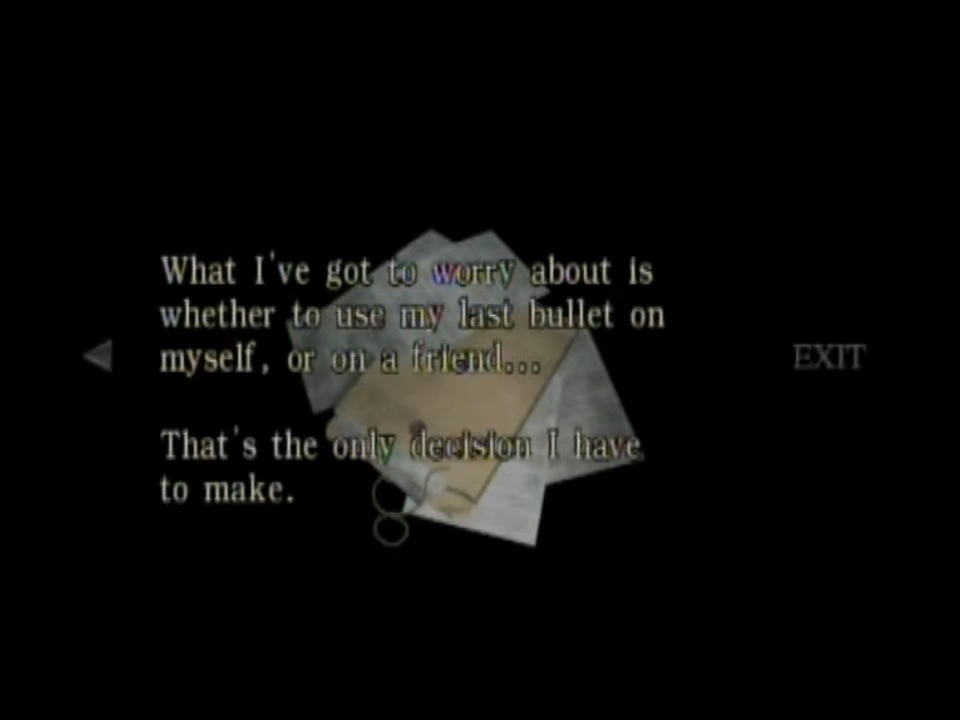 What I've got to worry about is
whether to use my last bullet on
myself, or on a friend...
EXIT
That's the only decision I have
to make.